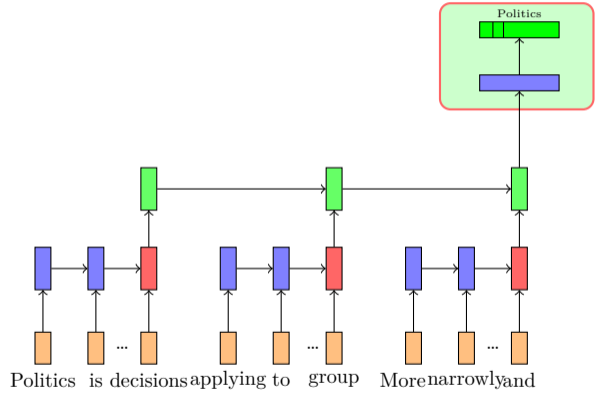 Politics
... ... ...
Politics is decisions applying to group More narrowly and